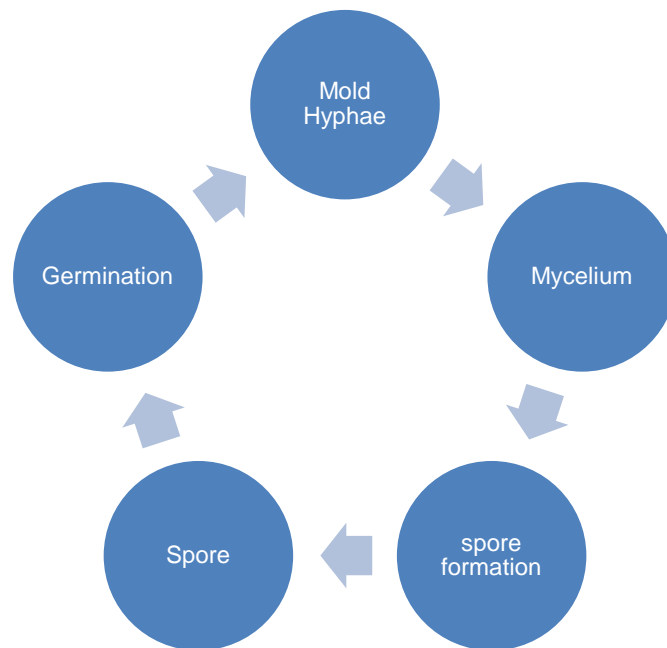 Mold
Hyphae
Mycelium
spore
formation
Spore
Germination